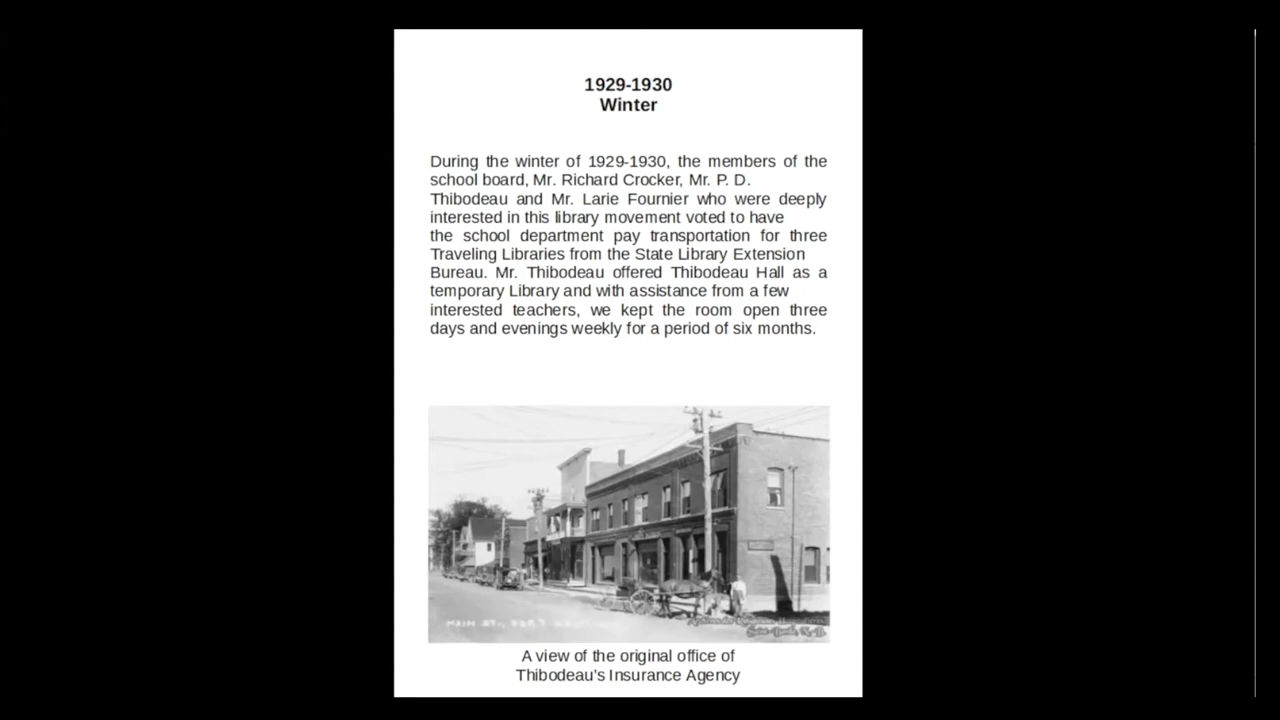 1929-1930
Winter
During the winter of 1929-1930, the members of the
school board, Mr. Richard Crocker, Mr. P. D.
Thibodeau and Mr. Larie Fournier who were deeply
interested in this library movement voted to have
the school department pay transportation for three
Traveling Libraries from the State Library Extension
Bureau. Mr. Thibodeau offered Thibodeau Hall as a
temporary Library and with assistance from a few
interested teachers, we kept the room open three
days and evenings weekly for a period of six months.
A view of the original office of
Thibodeau's Insurance Agency